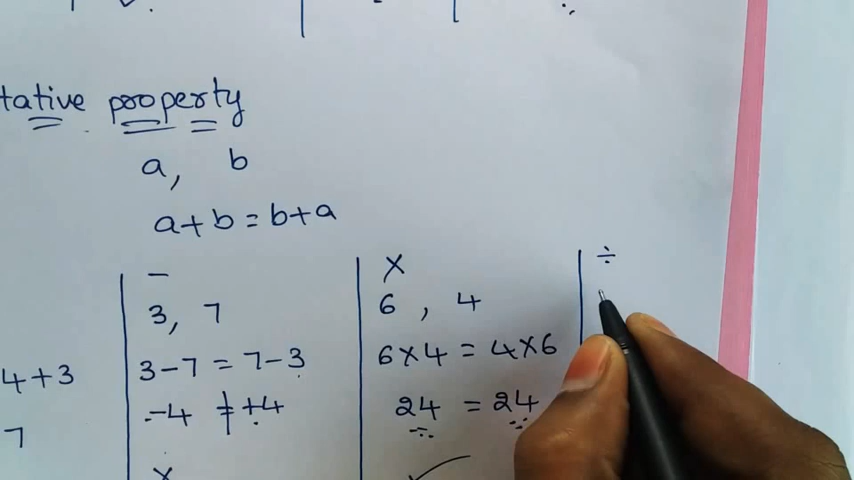 tative property
a, b
a+b=b+a
- × ÷
3, 7 6, 4
4+3 3-7 = 7-3 6×4 = 4×6
7 -4 ≠ +4 24 = 24
× ✓